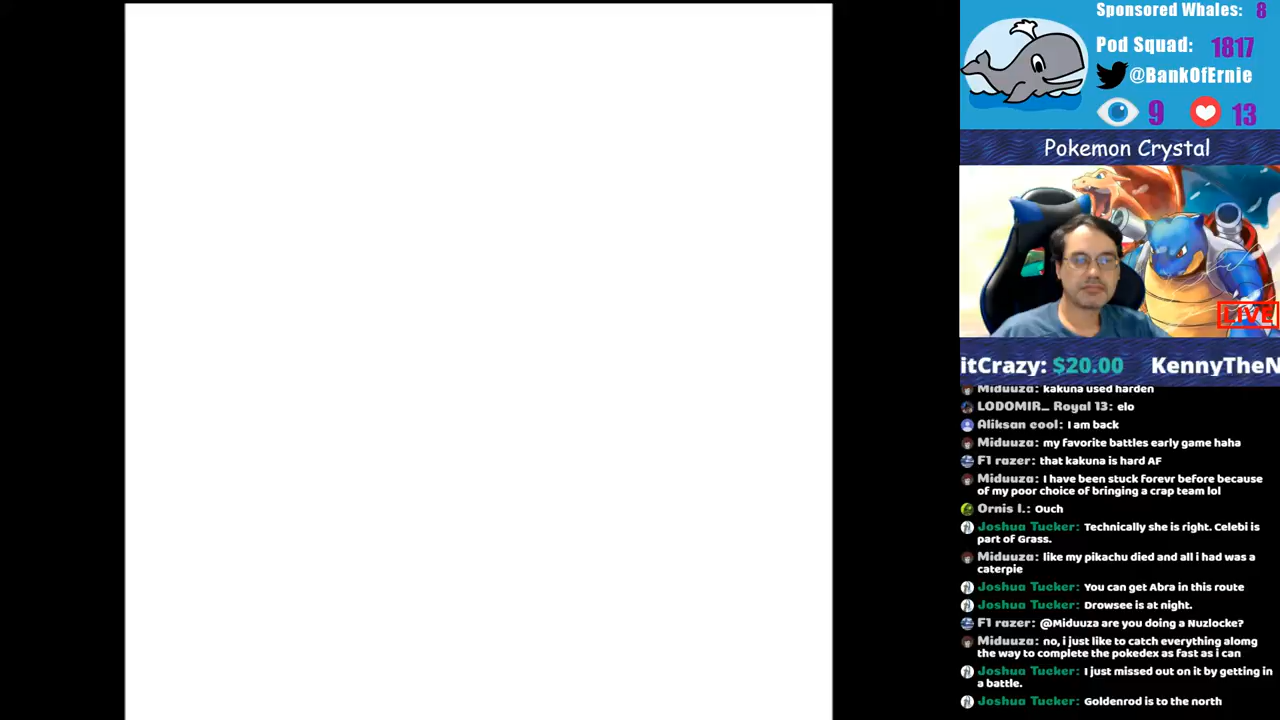 Sponsored Whales: 8
Pod Squad: 1817
@BankOfErnie
9 13
Pokemon Crystal
LIVE
itCrazy: $20.00 KennyTheN
Miduuza: kakuna used harden
LODOMIR_ Royal 13: elo
Aliksan cool: I am back
Miduuza: my favorite battles early game haha
F1 razer: that kakuna is hard AF
Miduuza: I have been stuck forevr before because
of my poor choice of bringing a crap team lol
Ornis I.: Ouch
Joshua Tucker: Technically she is right. Celebi is
part of Grass.
Miduuza: like my pikachu died and all i had was a
caterpie
Joshua Tucker: You can get Abra in this route
Joshua Tucker: Drowsee is at night.
F1 razer: @Miduuza are you doing a Nuzlocke?
Miduuza: no, i just like to catch everything alomg
the way to complete the pokedex as fast as i can
Joshua Tucker: I just missed out on it by getting in
a battle.
Joshua Tucker: Goldenrod is to the north